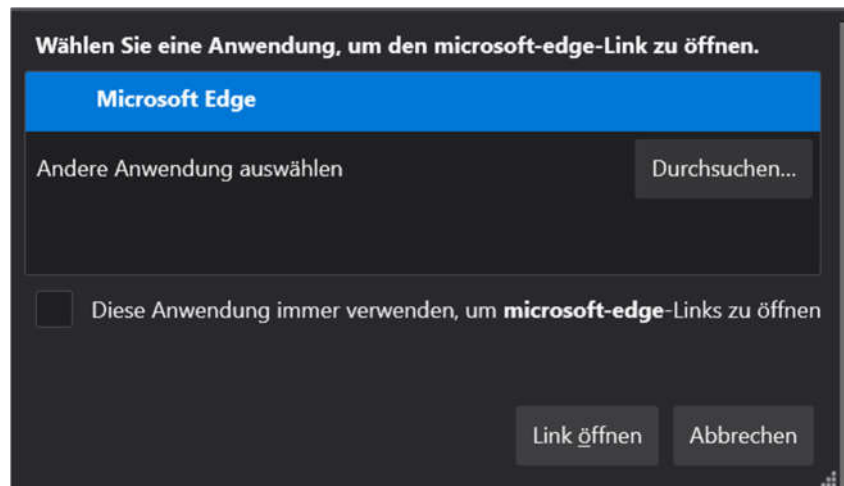 Wählen Sie eine Anwendung, um den microsoft-edge-Link zu öffnen.
Microsoft Edge
Andere Anwendung auswählen
Durchsuchen...
Diese Anwendung immer verwenden, um microsoft-edge-Links zu öffnen
Link öffnen
Abbrechen